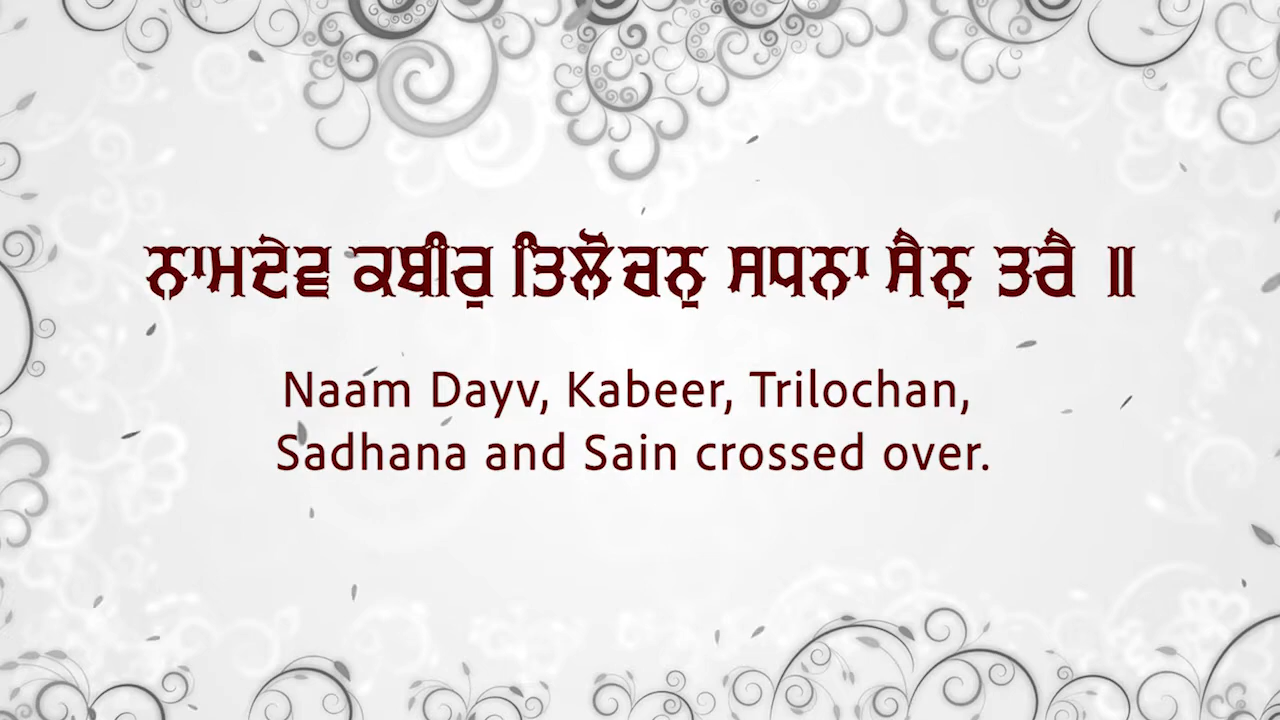 ਨਾਮਦੇਵ ਕਬੀਰੁ ਤਿਲੋਚਨੁ ਸਧਨਾ ਸੈਨੁ ਤਰੈ ॥
Naam Dayv, Kabeer, Trilochan,
Sadhana and Sain crossed over.